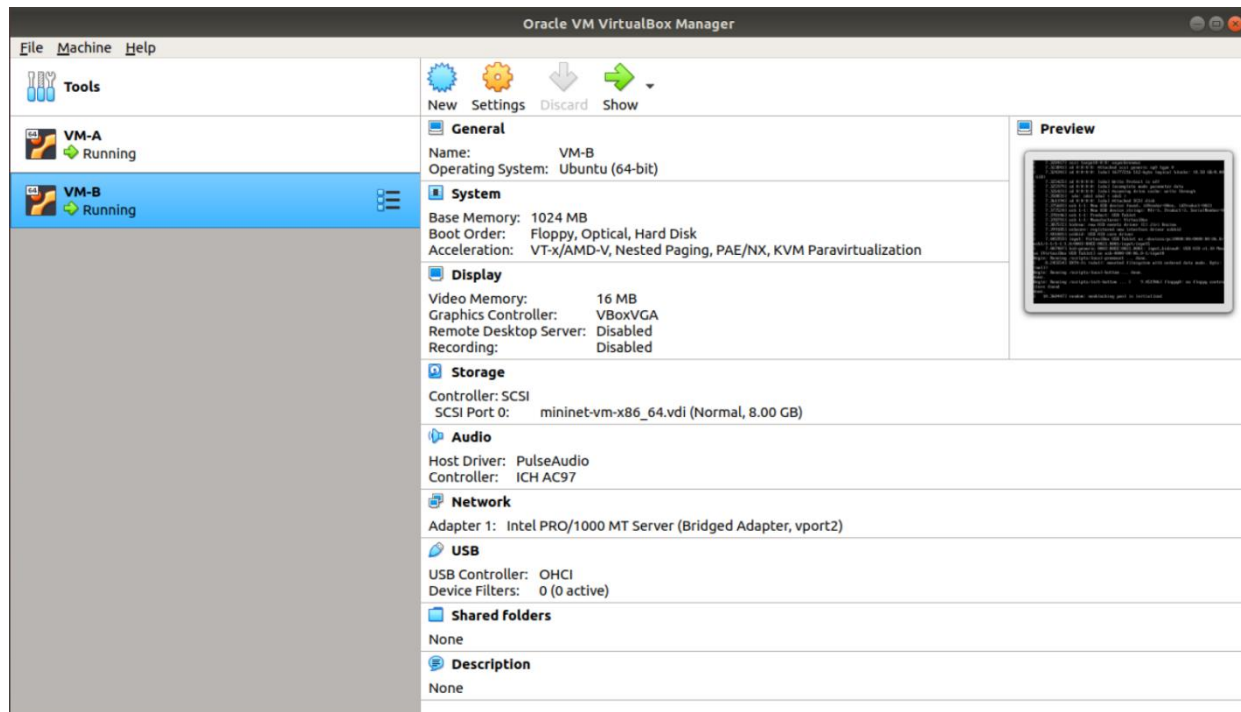 Oracle VM VirtualBox Manager
File Machine Help
Tools
New Settings Discard Show
64
VM-A
Running
64
VM-B
Running
General
Name: VM-B
Operating System: Ubuntu (64-bit)
System
Base Memory: 1024 MB
Boot Order: Floppy, Optical, Hard Disk
Acceleration: VT-x/AMD-V, Nested Paging, PAE/NX, KVM Paravirtualization
Display
Video Memory: 16 MB
Graphics Controller: VBoxVGA
Remote Desktop Server: Disabled
Recording: Disabled
Preview
Storage
Controller: SCSI
SCSI Port 0: mininet-vm-x86_64.vdi (Normal, 8.00 GB)
Audio
Host Driver: PulseAudio
Controller: ICH AC97
Network
Adapter 1: Intel PRO/1000 MT Server (Bridged Adapter, vport2)
USB
USB Controller: OHCI
Device Filters: 0 (0 active)
Shared folders
None
Description
None